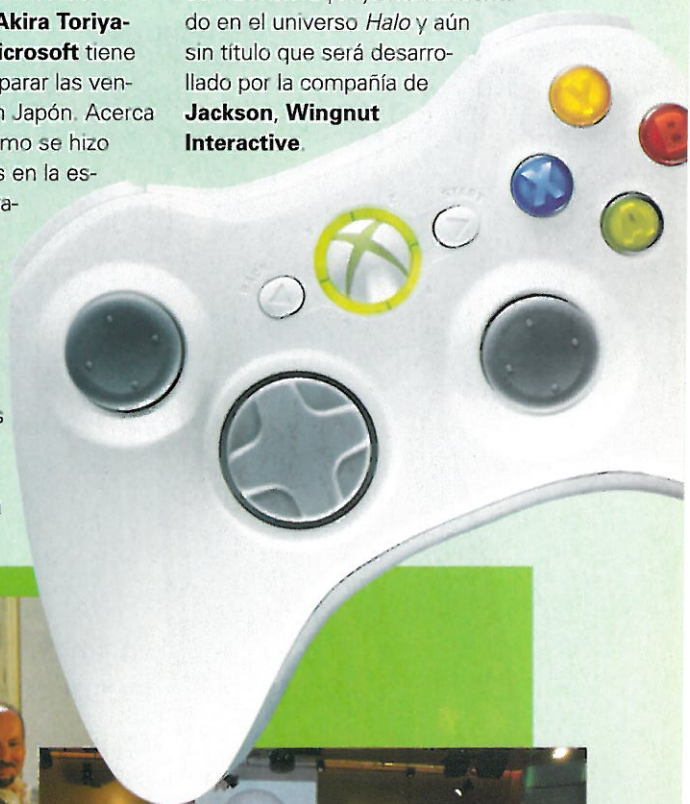 Akira Toriya-
icrosoft tiene
parar las ven-
n Japón. Acerca
mo se hizo
s en la es-
a-
s
do en el universo Halo y aún
sin título que será desarro-
llado por la compañía de
Jackson, Wingnut
Interactive.
Y
B
X
A
START